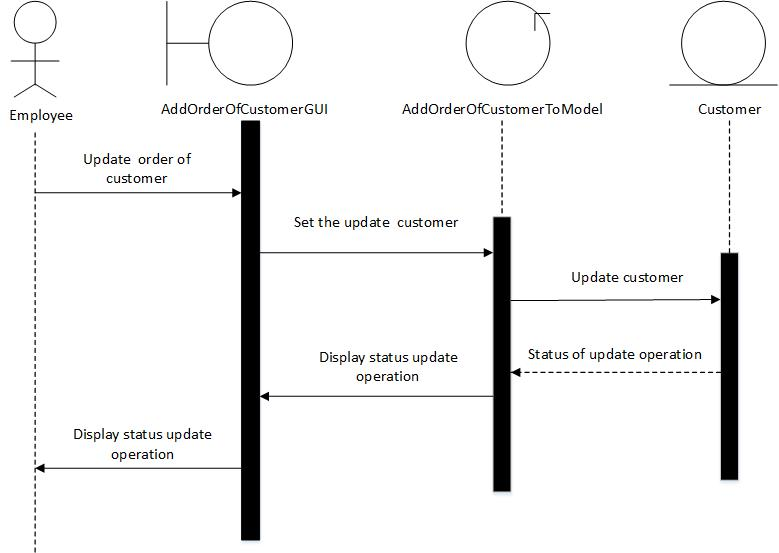 Employee
AddOrderOfCustomerGUI
AddOrderOfCustomerToModel
Customer
Update order of
customer
Set the update customer
Update customer
Status of update operation
Display status update
operation
Display status update
operation